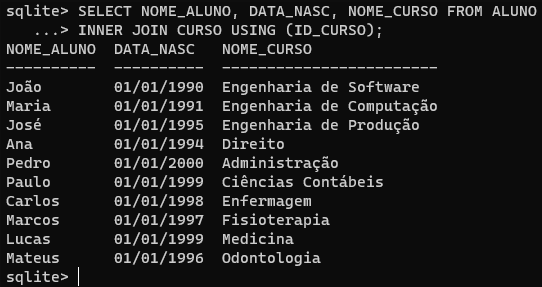 sqlite> SELECT NOME_ALUNO, DATA_NASC, NOME_CURSO FROM ALUNO
   ...> INNER JOIN CURSO USING (ID_CURSO);
NOME_ALUNO  DATA_NASC   NOME_CURSO
----------  ----------  ------------------------
João        01/01/1990  Engenharia de Software
Maria       01/01/1991  Engenharia de Computação
José        01/01/1995  Engenharia de Produção
Ana         01/01/1994  Direito
Pedro       01/01/2000  Administração
Paulo       01/01/1999  Ciências Contábeis
Carlos      01/01/1998  Enfermagem
Marcos      01/01/1997  Fisioterapia
Lucas       01/01/1999  Medicina
Mateus      01/01/1996  Odontologia
sqlite>